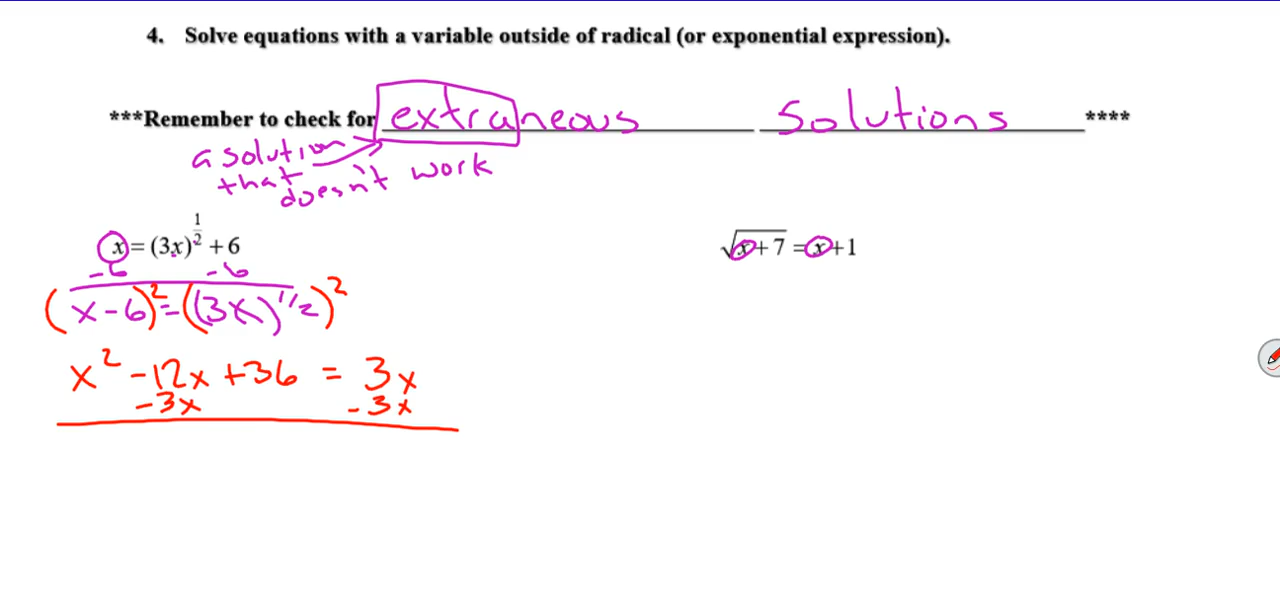 4. Solve equations with a variable outside of radical (or exponential expression).
***Remember to check for extraneous solutions ****
a solution that doesn't work
x = (3x)^{1/2} + 6
-6 -6
(x - 6)^2 = ((3x)^{1/2})^2
x^2 - 12x + 36 = 3x
-3x -3x
√(x+7) = x+1